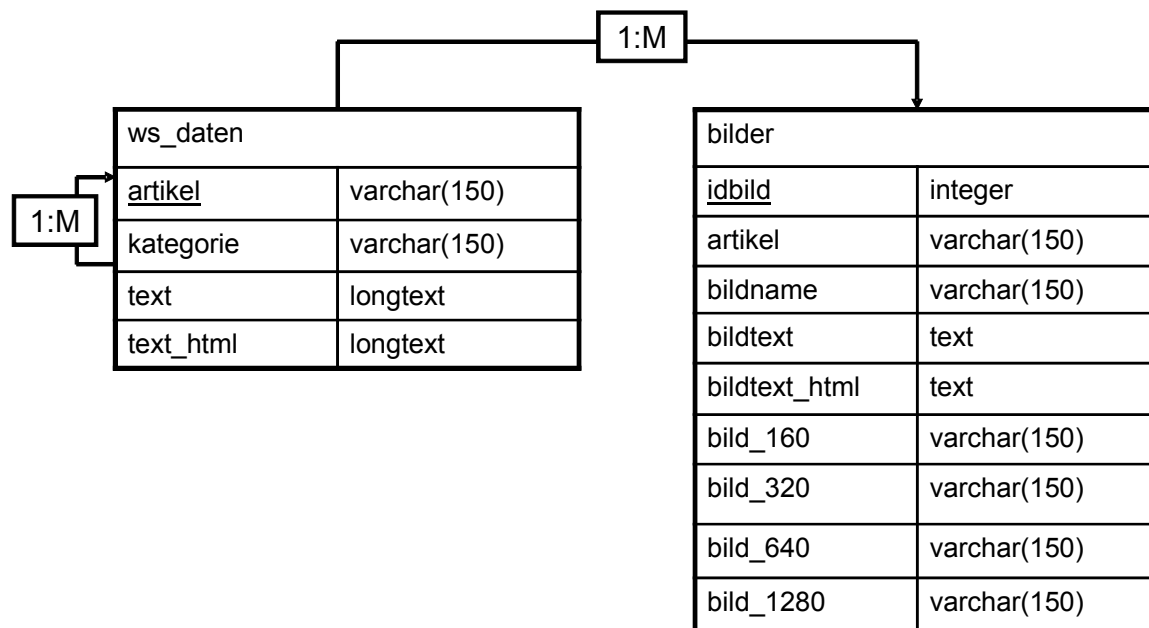 1:M
ws_daten
artikel varchar(150)
1:M
kategorie varchar(150)
text longtext
text_html longtext
bilder
idbild integer
artikel varchar(150)
bildname varchar(150)
bildtext text
bildtext_html text
bild_160 varchar(150)
bild_320 varchar(150)
bild_640 varchar(150)
bild_1280 varchar(150)